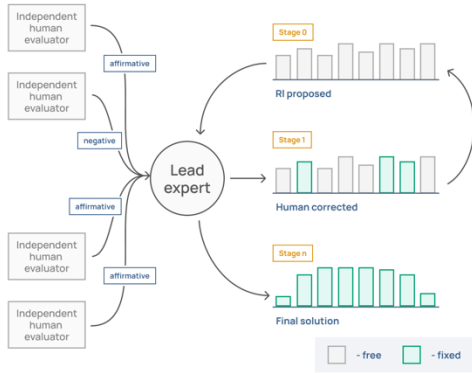 Independent
human
evaluator
affirmative
Independent
human
evaluator
negative
Lead
expert
affirmative
Independent
human
evaluator
affirmative
Independent
human
evaluator
Stage 0
RI proposed
Stage 1
Human corrected
Stage n
Final solution
- free
- fixed